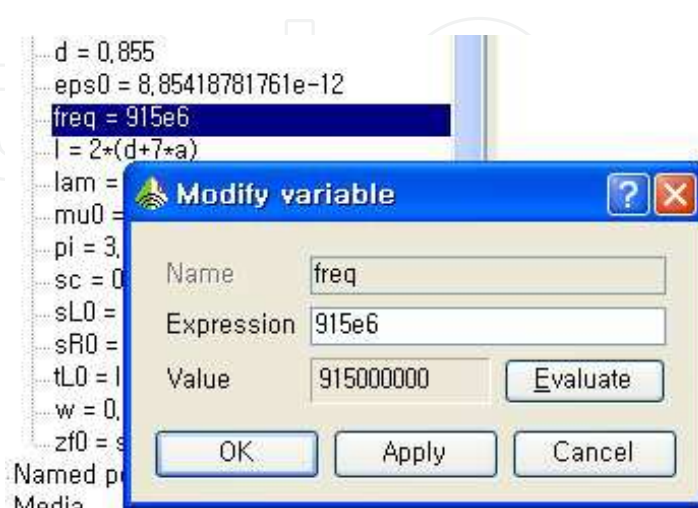 d = 0,855
eps0 = 8,85418781761e-12
freq = 915e6
l = 2*(d+7*a)
lam =
mu0 =
pi = 3,
sc = 0
sL0 =
sR0 =
tL0 = l
w = 0,
zf0 = s
Named p
Media
Modify variable
Name freq
Expression 915e6
Value 915000000 Evaluate
OK Apply Cancel